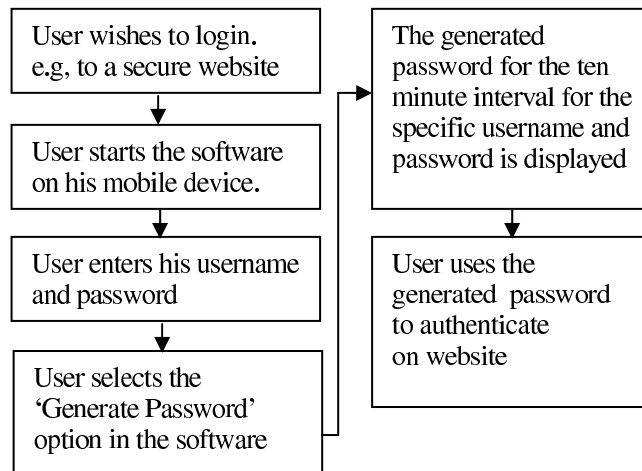 User wishes to login.
e.g, to a secure website
User starts the software
on his mobile device.
User enters his username
and password
User selects the
‘Generate Password’
option in the software
The generated
password for the ten
minute interval for the
specific username and
password is displayed
User uses the
generated password
to authenticate
on website